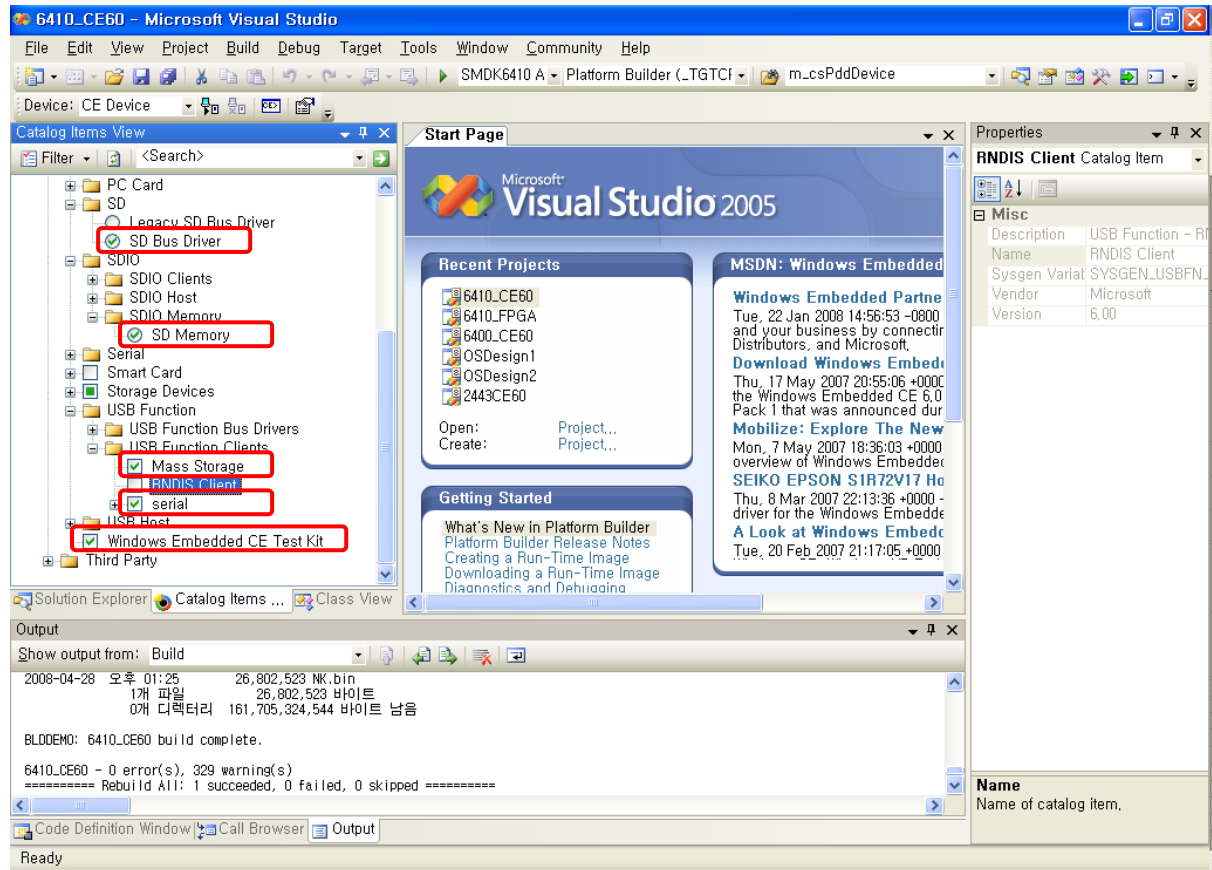 6410_CE60 - Microsoft Visual Studio
File Edit View Project Build Debug Target Tools Window Community Help
SMDK6410 A Platform Builder (_TGTCF m_csPddDevice
Device: CE Device
Catalog Items View
Filter <Search>
PC Card
SD
Legacy SD Bus Driver
SD Bus Driver
SDIO
SDIO Clients
SDIO Host
SDIO Memory
SD Memory
Serial
Smart Card
Storage Devices
USB Function
USB Function Bus Drivers
USB Function Clients
Mass Storage
RNDIS Client
serial
USB Host
Windows Embedded CE Test Kit
Third Party
Solution Explorer Catalog Items ... Class View
Start Page
Microsoft
Visual Studio 2005
Recent Projects
6410_CE60
6410_FPGA
6400_CE60
OSDesign1
OSDesign2
2443CE60
Open: Project...
Create: Project...
Getting Started
What's New in Platform Builder
Platform Builder Release Notes
Creating a Run-Time Image
Downloading a Run-Time Image
Diagnostics and Debugging
MSDN: Windows Embedded
Windows Embedded Partne
Tue, 22 Jan 2008 14:56:53 -0800
and your business by connectin
Distributors, and Microsoft,
Download Windows Embed
Thu, 17 May 2007 20:55:06 +0000
the Windows Embedded CE 6.0
Pack 1 that was announced dur
Mobilize: Explore The New
Mon, 7 May 2007 18:36:03 +0000
overview of Windows Embedded
SEIKO EPSON S1R72V17 Ho
Thu, 8 Mar 2007 22:13:36 +0000 -
driver for the Windows Embedde
A Look at Windows Embedc
Tue, 20 Feb 2007 21:17:05 +0000
Properties
RNDIS Client Catalog Item
Misc
Description USB Function - RN
Name RNDIS Client
Sysgen Variab SYSGEN_USBFN_
Vendor Microsoft
Version 6.00
Name
Name of catalog item.
Output
Show output from: Build
2008-04-28 오후 01:25 26,802,523 NK.bin
1개 파일 26,802,523 바이트
0개 디렉터리 161,705,324,544 바이트 남음
BLDDEMO: 6410_CE60 build complete.
6410_CE60 - 0 error(s), 329 warning(s)
========== Rebuild All: 1 succeeded, 0 failed, 0 skipped ==========
Code Definition Window Call Browser Output
Ready